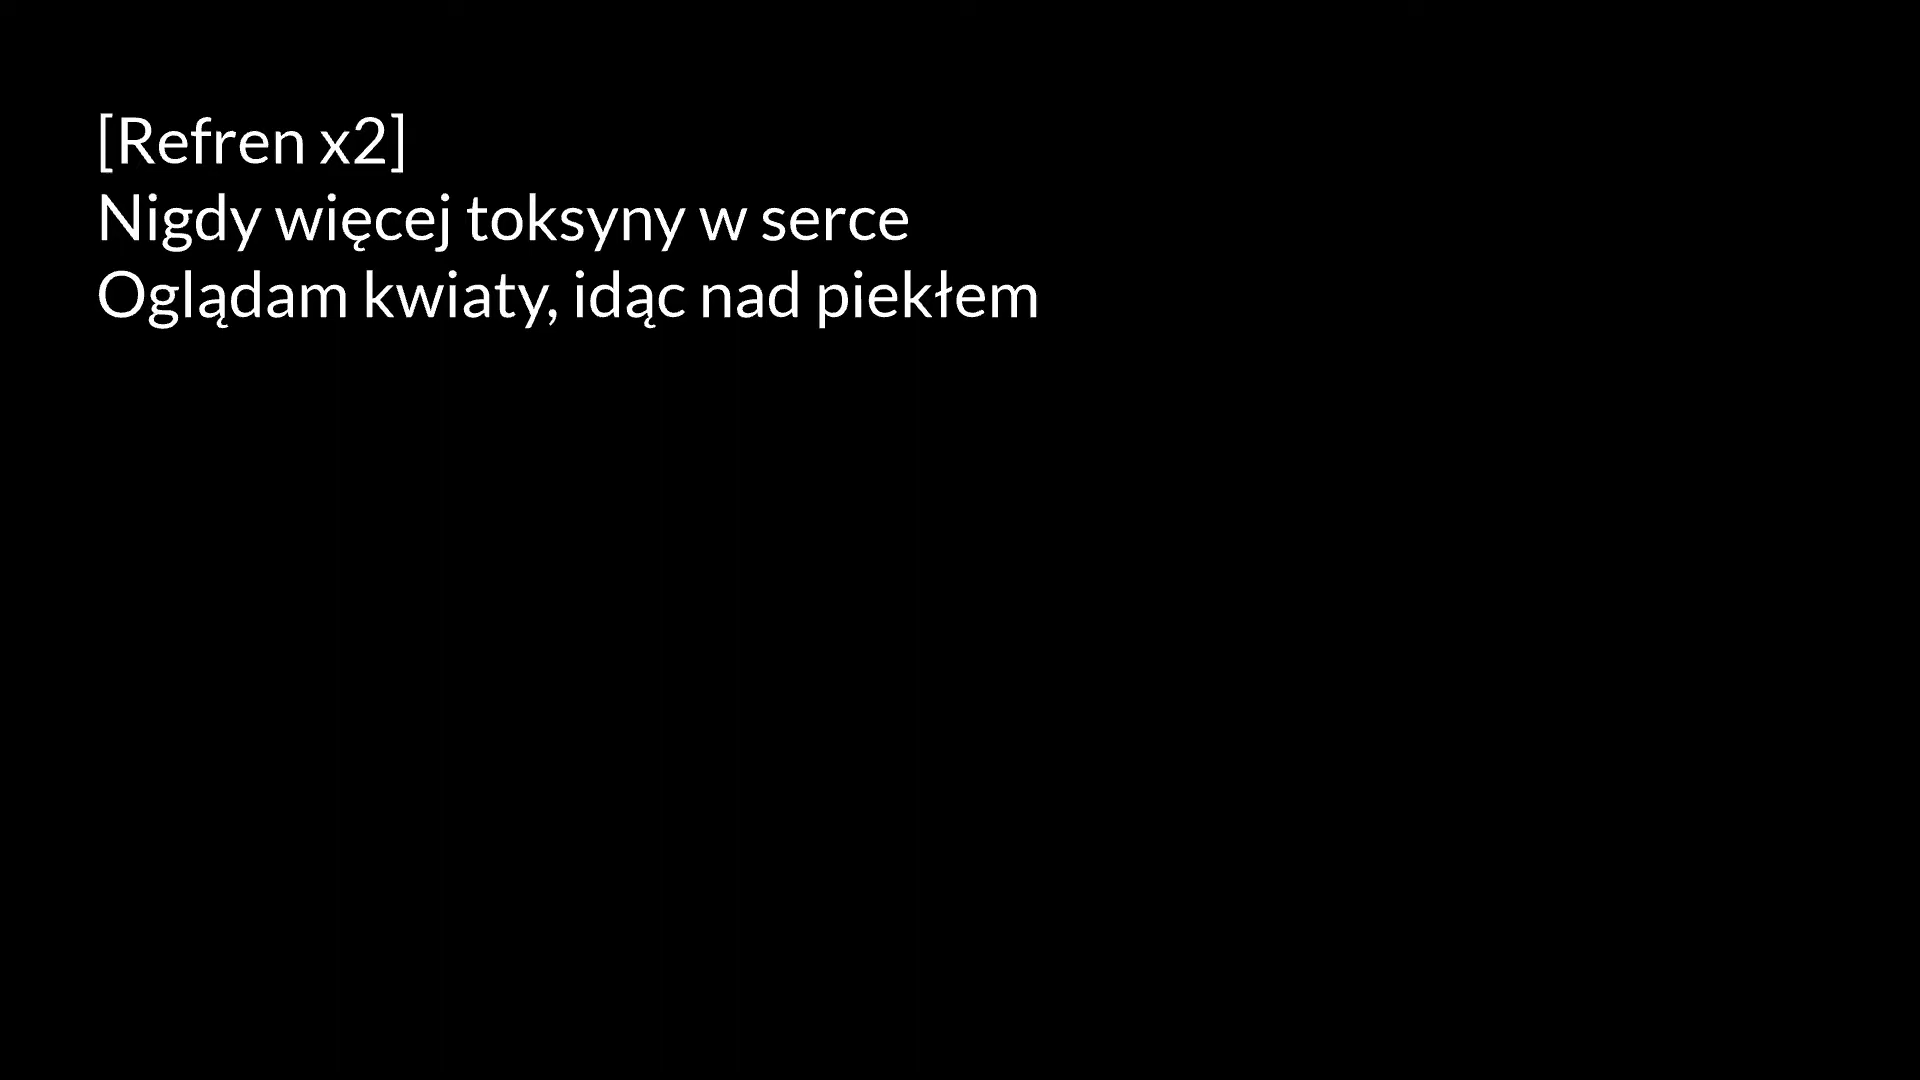 [Refren x2]
Nigdy więcej toksyny w serce
Oglądam kwiaty, idąc nad piekłem